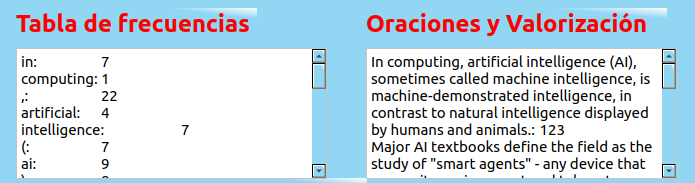 Tabla de frecuencias
in: 7
computing: 1
,: 22
artificial: 4
intelligence: 7
(: 7
ai: 9
Oraciones y Valorización
In computing, artificial intelligence (AI),
sometimes called machine intelligence, is
machine-demonstrated intelligence, in
contrast to natural intelligence displayed
by humans and animals.: 123
Major AI textbooks define the field as the
study of "smart agents" - any device that